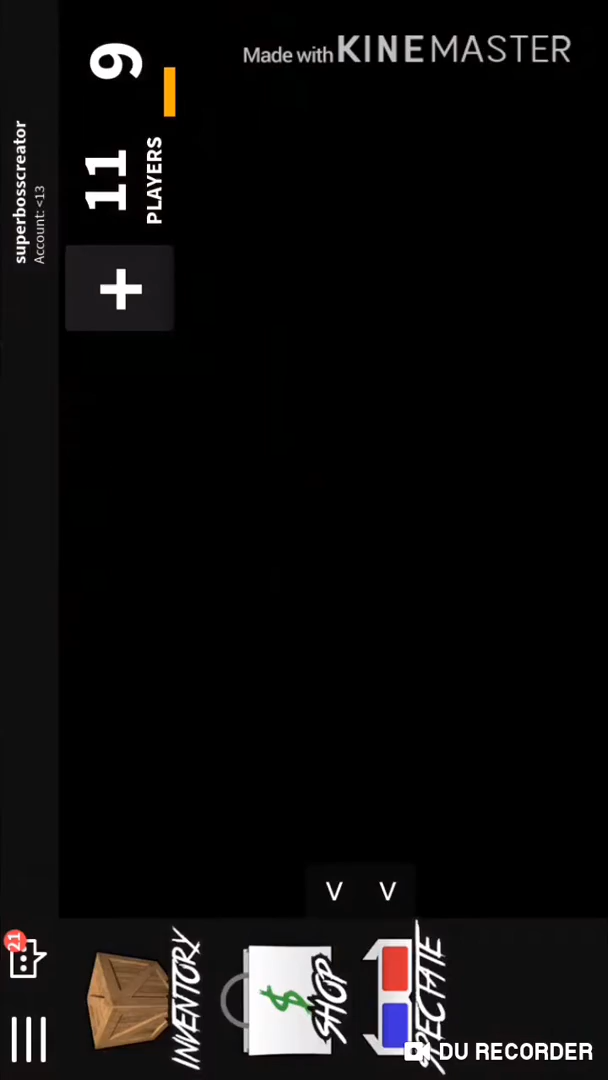 Made with KINEMASTER
superbosscreator
Account: <13
11
PLAYERS
9
+
21
INVENTORY
$
SHOP
SPECTATE
V V
DU RECORDER